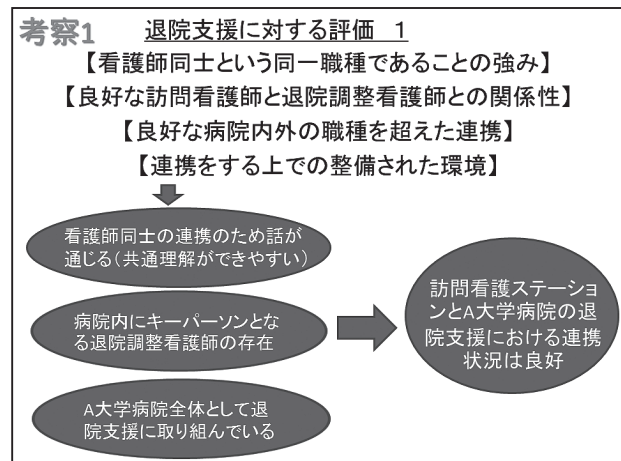 考察1
退院支援に対する評価 1
【看護師同士という同一職種であることの強み】
【良好な訪問看護師と退院調整看護師との関係性】
【良好な病院内外の職種を超えた連携】
【連携をする上での整備された環境】
看護師同士の連携のため話が
通じる（共通理解ができやすい）
病院内にキーパーソンとな
る退院調整看護師の存在
A大学病院全体として退
院支援に取り組んでいる
訪問看護ステーショ
ンとA大学病院の退
院支援における連携
状況は良好